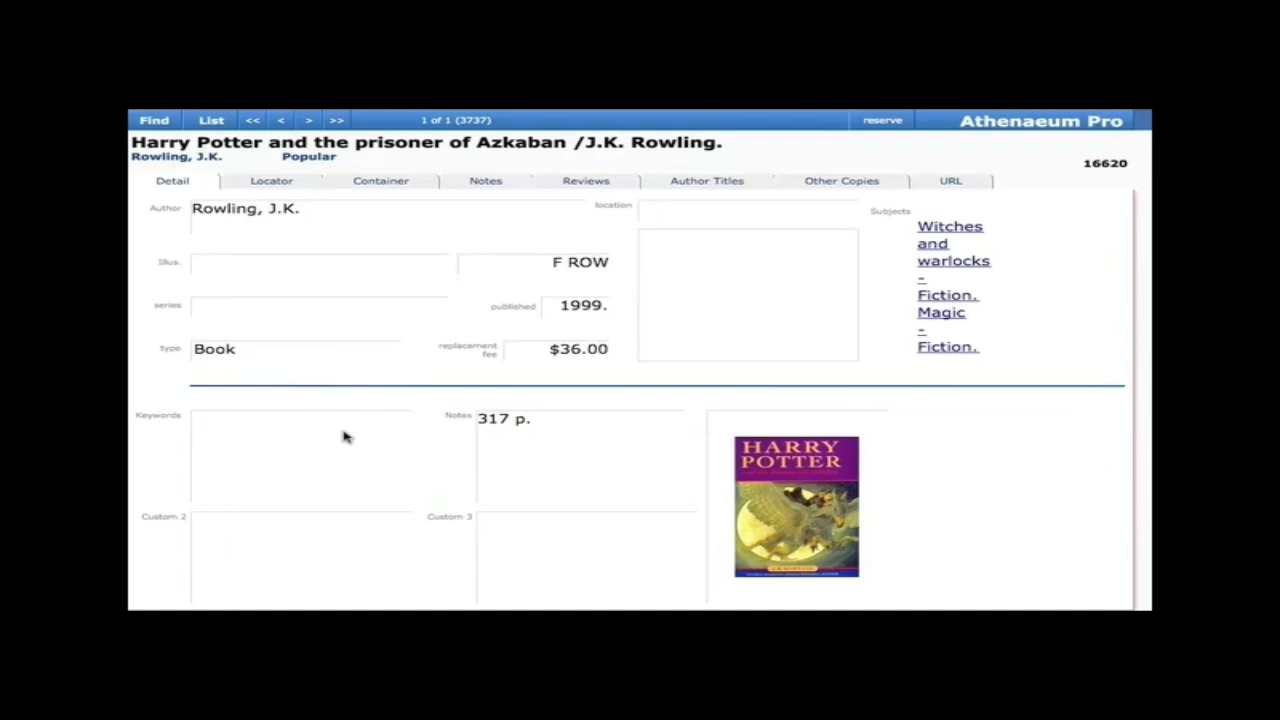 Find List << < > >> 1 of 1 (3737) reserve Athenaeum Pro
Harry Potter and the prisoner of Azkaban /J.K. Rowling.
Rowling, J.K. Popular
16620
Detail Locator Container Notes Reviews Author Titles Other Copies URL
Author Rowling, J.K. location Subjects
Witches
and
warlocks
-
Fiction.
Magic
-
Fiction.
Illus. F ROW
series published 1999.
type Book replacement
fee $36.00
Keywords Notes 317 p.
HARRY
POTTER
J.K. ROWLING
Custom 2 Custom 3